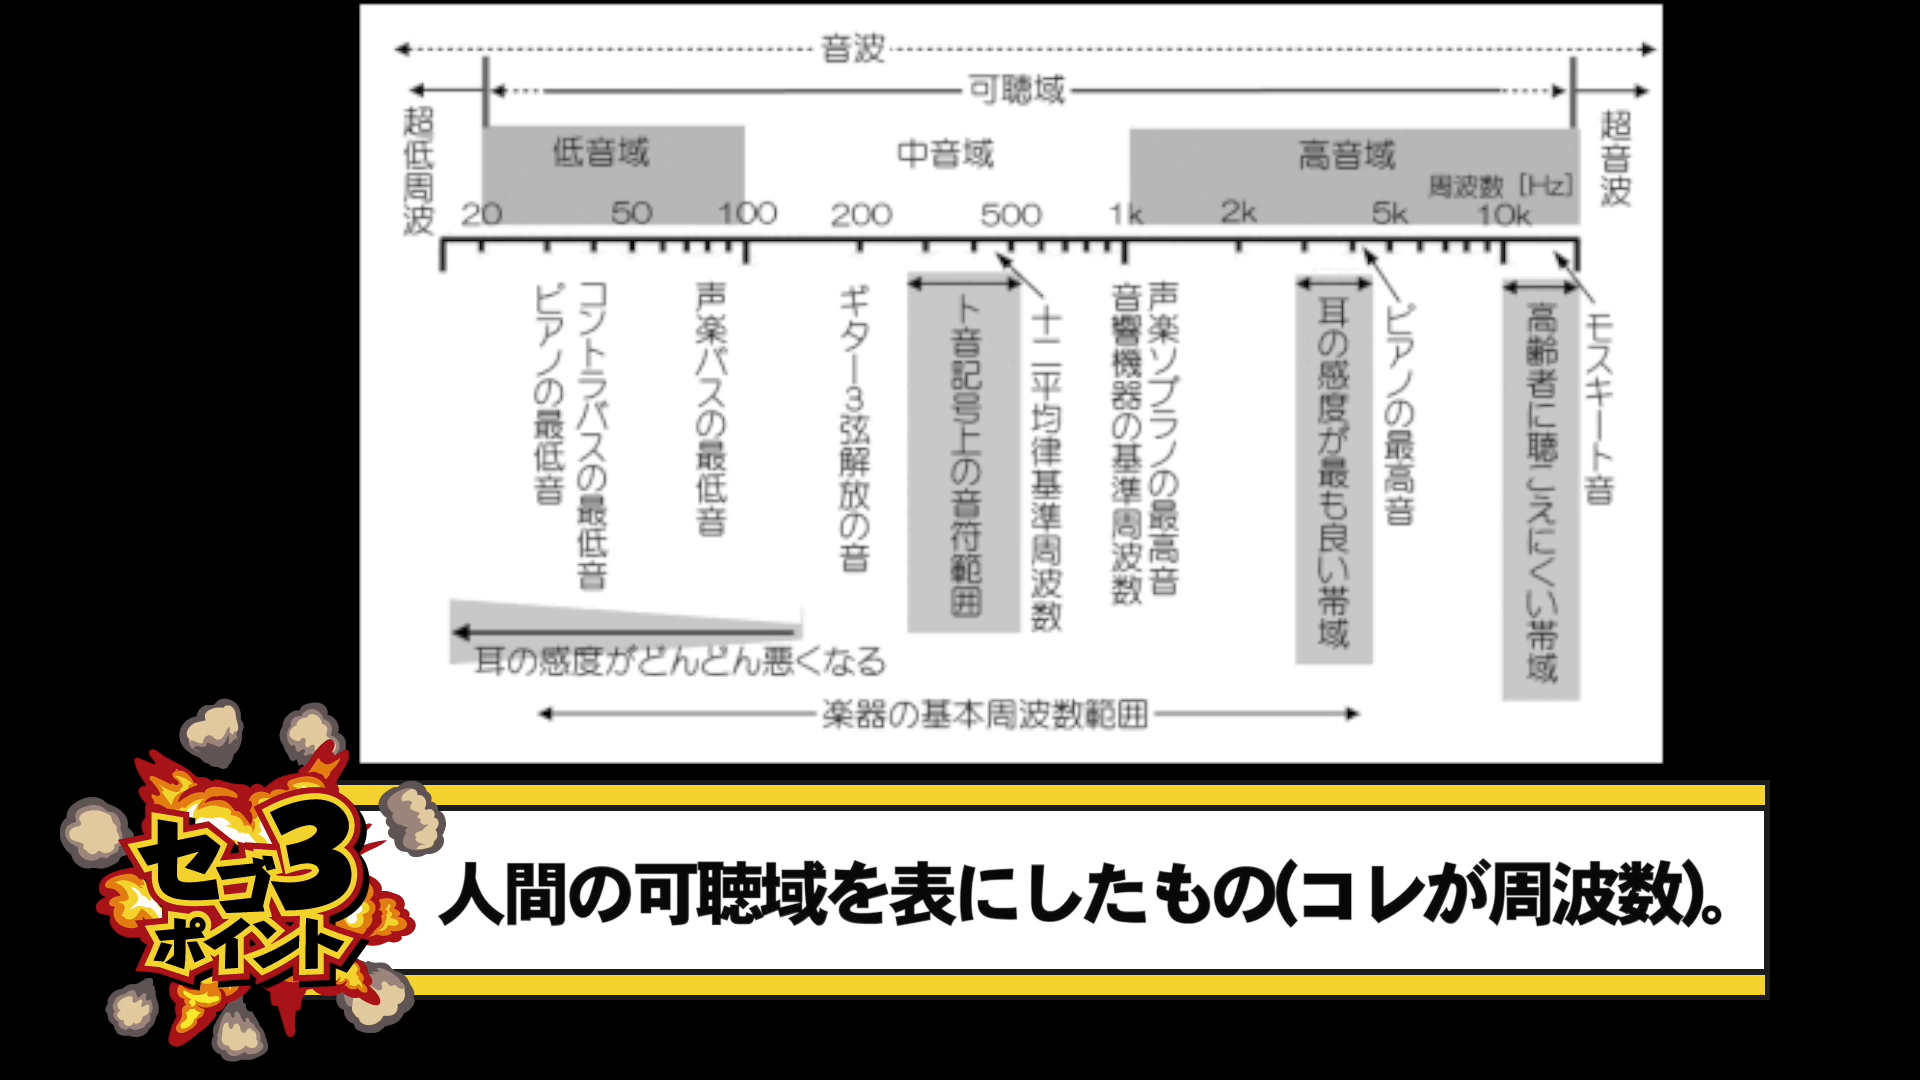 音波
可聴域
超低周波
低音域
中音域
高音域
周波数 [Hz]
超音波
20 50 100 200 500 1k 2k 5k 10k
ピアノの最低音
コントラバスの最低音
声楽バスの最低音
ギター3弦解放の音
ト音記号上の音符範囲
十二平均律基準周波数
音響機器の基準周波数
声楽ソプラノの最高音
耳の感度が最も良い帯域
ピアノの最高音
高齢者に聴こえにくい帯域
モスキート音
耳の感度がどんどん悪くなる
楽器の基本周波数範囲
セブ3
ポイント
人間の可聴域を表にしたもの(コレが周波数)。